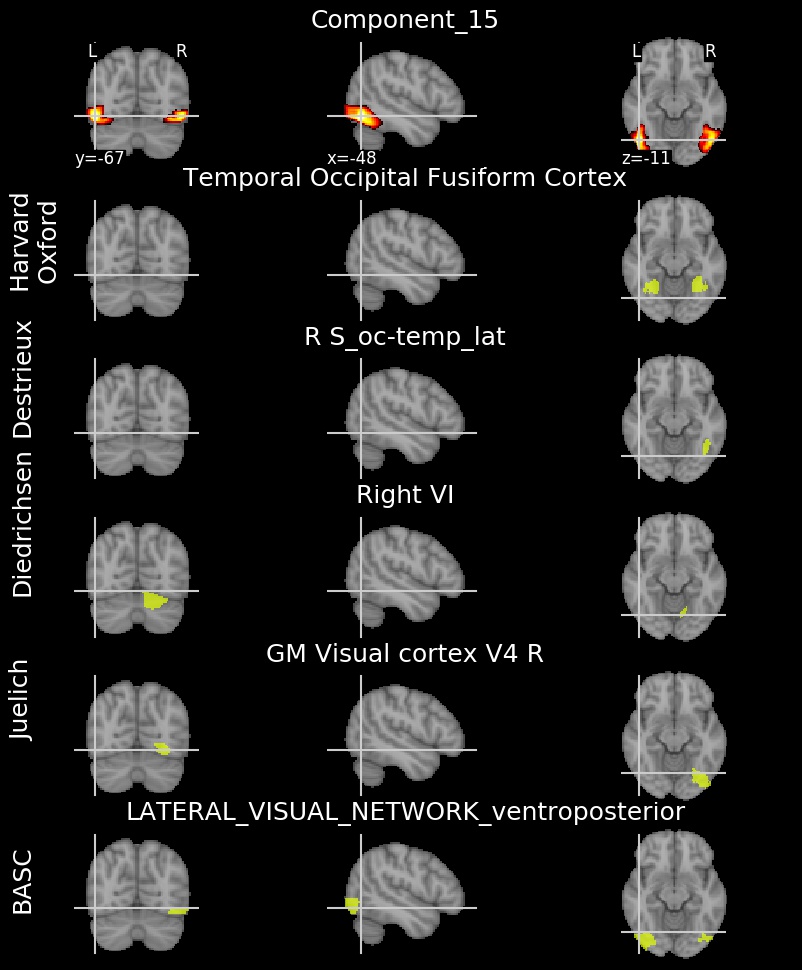 Component_15
L R L R
y=-67 x=-48 z=-11
Temporal Occipital Fusiform Cortex
Harvard
Oxford
R S_oc-temp_lat
Destrieux
Right VI
Diedrichsen
GM Visual cortex V4 R
Juelich
LATERAL_VISUAL_NETWORK_ventroposterior
BASC